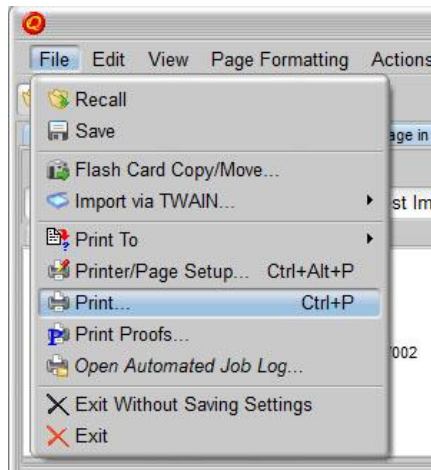 File Edit View Page Formatting Actions
Recall
Save
age in
Flash Card Copy/Move...
Import via TWAIN...
st Im
Print To
Printer/Page Setup... Ctrl+Alt+P
Print... Ctrl+P
Print Proofs...
002
Open Automated Job Log...
Exit Without Saving Settings
Exit